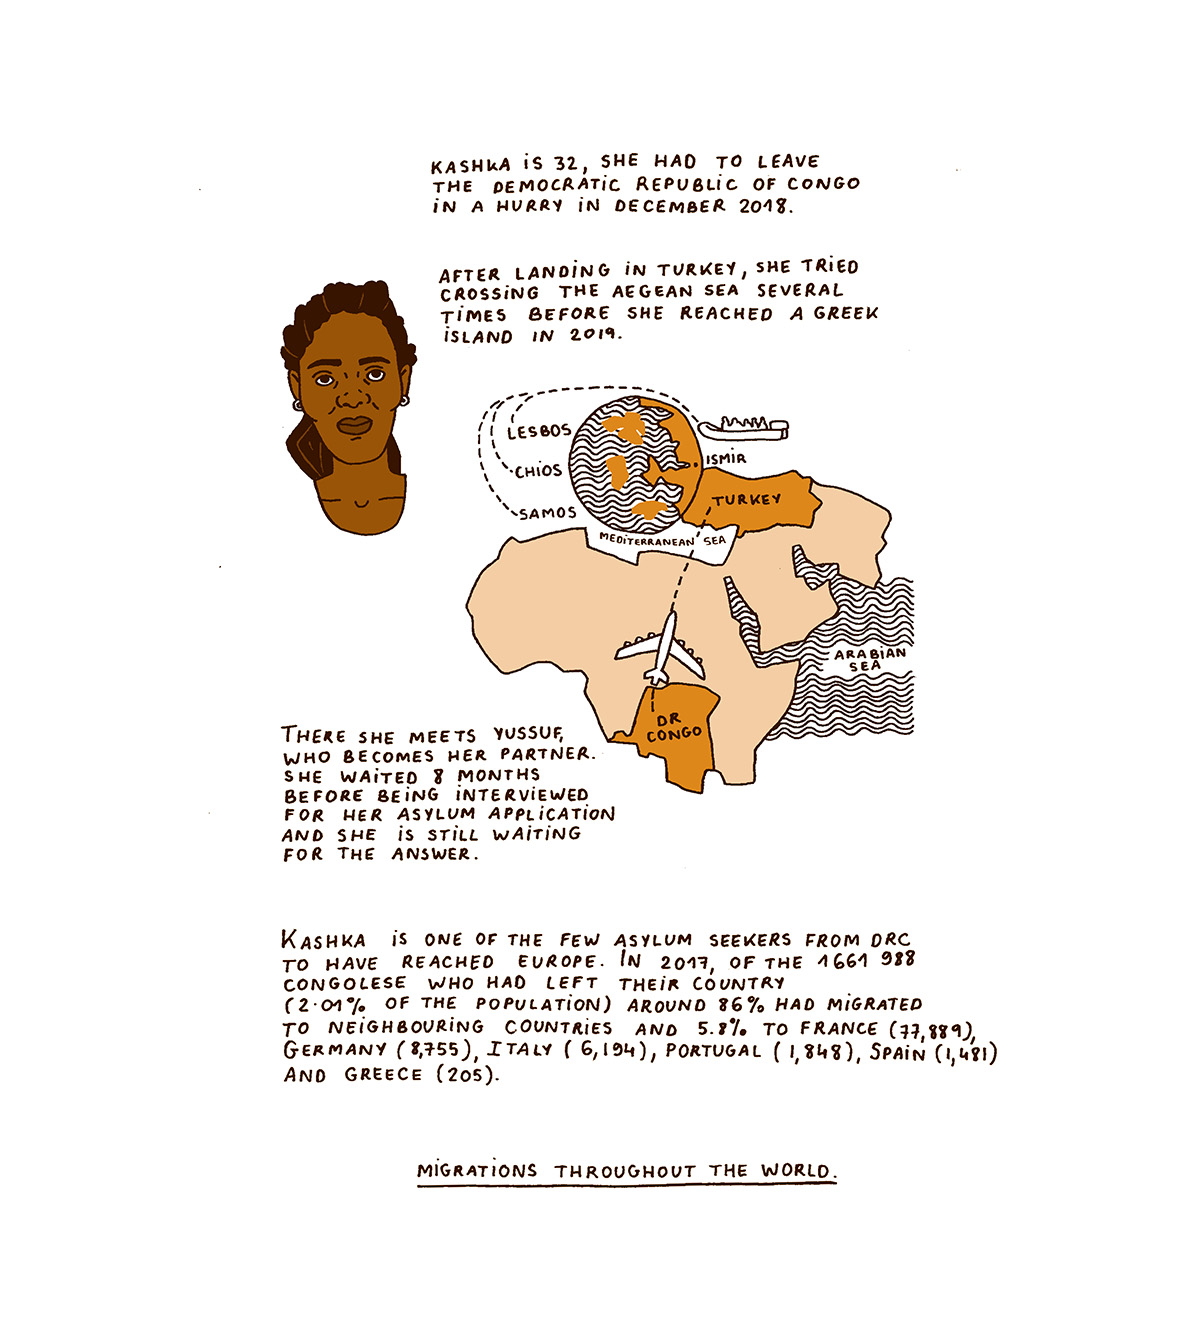 KASHKA IS 32, SHE HAD TO LEAVE
THE DEMOCRATIC REPUBLIC OF CONGO
IN A HURRY IN DECEMBER 2018.
AFTER LANDING IN TURKEY, SHE TRIED
CROSSING THE AEGEAN SEA SEVERAL
TIMES BEFORE SHE REACHED A GREEK
ISLAND IN 2019.
LESBOS
CHIOS
SAMOS
ISMIR
TURKEY
MEDITERRANEAN SEA
ARABIAN
SEA
DR
CONGO
THERE SHE MEETS YUSSUF,
WHO BECOMES HER PARTNER.
SHE WAITED 8 MONTHS
BEFORE BEING INTERVIEWED
FOR HER ASYLUM APPLICATION
AND SHE IS STILL WAITING
FOR THE ANSWER.
KASHKA IS ONE OF THE FEW ASYLUM SEEKERS FROM DRC
TO HAVE REACHED EUROPE. IN 2017, OF THE 1661 988
CONGOLESE WHO HAD LEFT THEIR COUNTRY
(2.01% OF THE POPULATION) AROUND 86% HAD MIGRATED
TO NEIGHBOURING COUNTRIES AND 5.8% TO FRANCE (77,889),
GERMANY (8,755), ITALY (6,194), PORTUGAL (1,848), SPAIN (1,481)
AND GREECE (205).
MIGRATIONS THROUGHOUT THE WORLD.